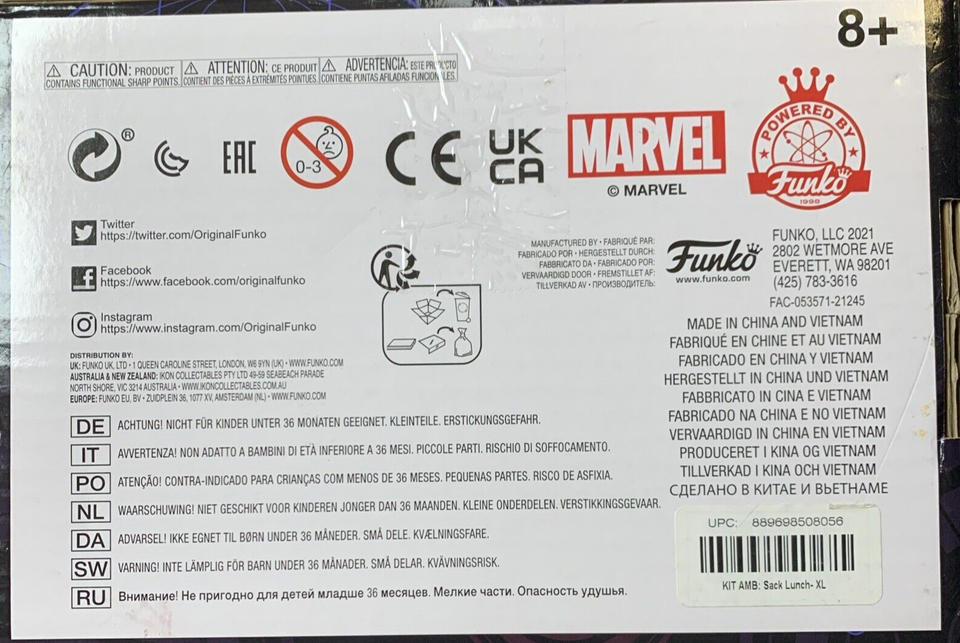 8+
CAUTION: PRODUCT CONTAINS FUNCTIONAL SHARP POINTS.
ATTENTION: CE PRODUIT CONTIENT DES PIÈCES À EXTRÉMITÉS POINTUES.
ADVERTENCIA: ESTE PRODUCTO CONTIENE PUNTAS AFILADAS FUNCIONALES.
®
EAC
0-3
CE
UK
CA
MARVEL
© MARVEL
POWERED BY
Funko
1998
Twitter
https://twitter.com/OriginalFunko
Facebook
https://www.facebook.com/originalfunko
Instagram
https://www.instagram.com/OriginalFunko
MANUFACTURED BY • FABRIQUÉ PAR:
FABRICADO POR • HERGESTELLT DURCH:
FABBRICATO DA • FABRICADO POR:
VERVAARDIGD DOOR • FREMSTILLET AF:
TILLVERKAD AV • ПРОИЗВОДИТЕЛЬ:
Funko
www.funko.com
FUNKO, LLC 2021
2802 WETMORE AVE
EVERETT, WA 98201
(425) 783-3616
FAC-053571-21245
MADE IN CHINA AND VIETNAM
FABRIQUÉ EN CHINE ET AU VIETNAM
FABRICADO EN CHINA Y VIETNAM
HERGESTELLT IN CHINA UND VIETNAM
FABBRICATO IN CINA E VIETNAM
FABRICADO NA CHINA E NO VIETNAM
VERVAARDIGD IN CHINA EN VIETNAM
PRODUCERET I KINA OG VIETNAM
TILLVERKAD I KINA OCH VIETNAM
СДЕЛАНО В КИТАЕ И ВЬЕТНАМЕ
DISTRIBUTION BY:
UK: FUNKO UK, LTD • 1 QUEEN CAROLINE STREET, LONDON, W6 9YN (UK) • WWW.FUNKO.COM
AUSTRALIA & NEW ZEALAND: IKON COLLECTABLES PTY LTD 49-59 SEABEACH PARADE
NORTH SHORE, VIC 3214 AUSTRALIA • WWW.IKONCOLLECTABLES.COM.AU
EUROPE: FUNKO EU, BV • ZUIDPLEIN 36, 1077 XV, AMSTERDAM (NL) • WWW.FUNKO.COM
DE ACHTUNG! NICHT FÜR KINDER UNTER 36 MONATEN GEEIGNET. KLEINTEILE. ERSTICKUNGSGEFAHR.
IT AVVERTENZA! NON ADATTO A BAMBINI DI ETÀ INFERIORE A 36 MESI. PICCOLE PARTI. RISCHIO DI SOFFOCAMENTO.
PO ATENÇÃO! CONTRA-INDICADO PARA CRIANÇAS COM MENOS DE 36 MESES. PEQUENAS PARTES. RISCO DE ASFIXIA.
NL WAARSCHUWING! NIET GESCHIKT VOOR KINDEREN JONGER DAN 36 MAANDEN. KLEINE ONDERDELEN. VERSTIKKINGSGEVAAR.
DA ADVARSEL! IKKE EGNET TIL BØRN UNDER 36 MÅNEDER. SMÅ DELE. KVÆLNINGSFARE.
SW VARNING! INTE LÄMPLIG FÖR BARN UNDER 36 MÅNADER. SMÅ DELAR. KVÄVNINGSRISK.
RU Внимание! Не пригодно для детей младше 36 месяцев. Мелкие части. Опасность удушья.
UPC: 889698508056
KIT AMB: Sack Lunch- XL